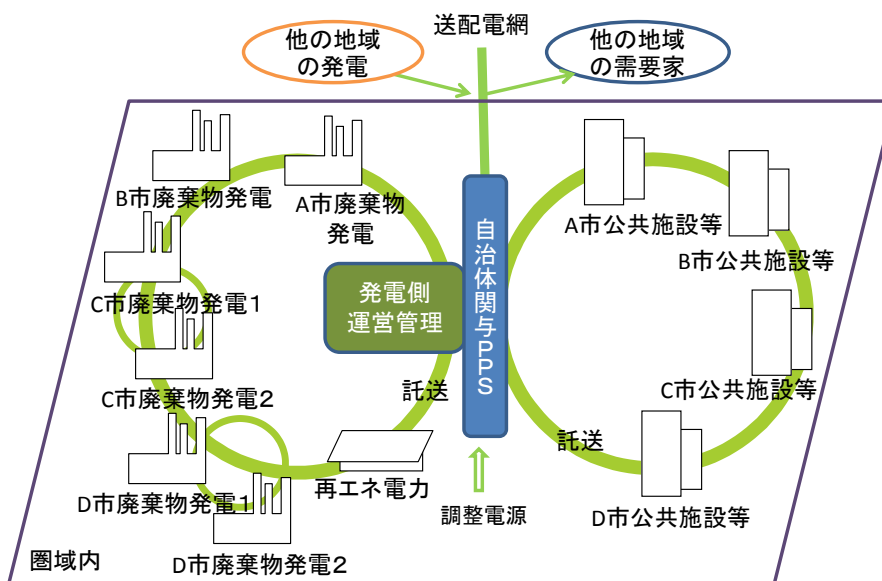 送配電網
他の地域
の発電
他の地域
の需要家
B市廃棄物発電
A市廃棄物
発電
A市公共施設等
B市公共施設等
C市廃棄物発電1
発電側
運営管理
自治体関与PPS
C市廃棄物発電2
託送
C市公共施設等
託送
D市廃棄物発電1
再エネ電力
調整電源
D市公共施設等
D市廃棄物発電2
圏域内